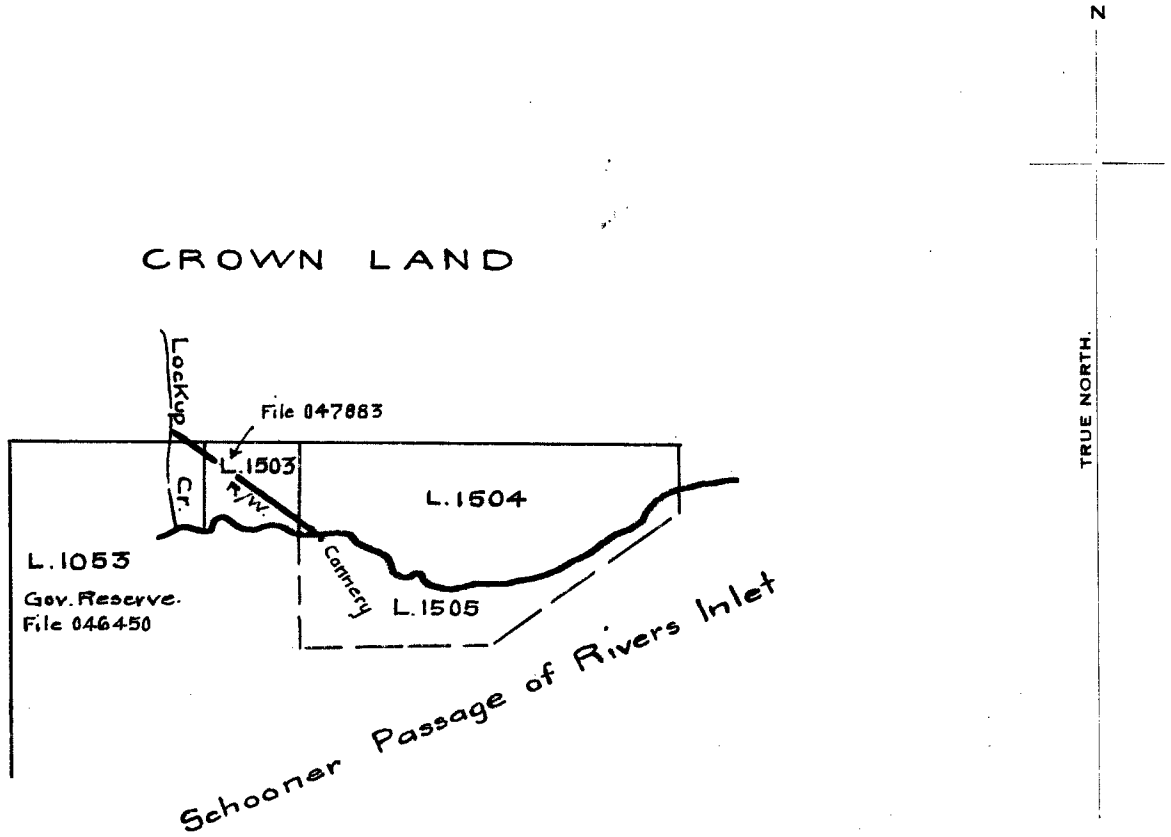 N
TRUE NORTH.
CROWN LAND
Lockup
Cr.
File 047883
L.1503
R/W.
L.1504
L.1053
Gov. Reserve.
File 046450
Cannery
L.1505
Schooner Passage of Rivers Inlet